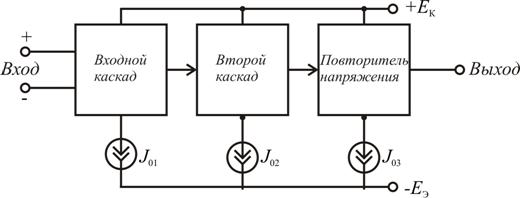 +Eк
+
Вход
-
Входной
каскад
Второй
каскад
Повторитель
напряжения
Выход
J01
J02
J03
-Eэ